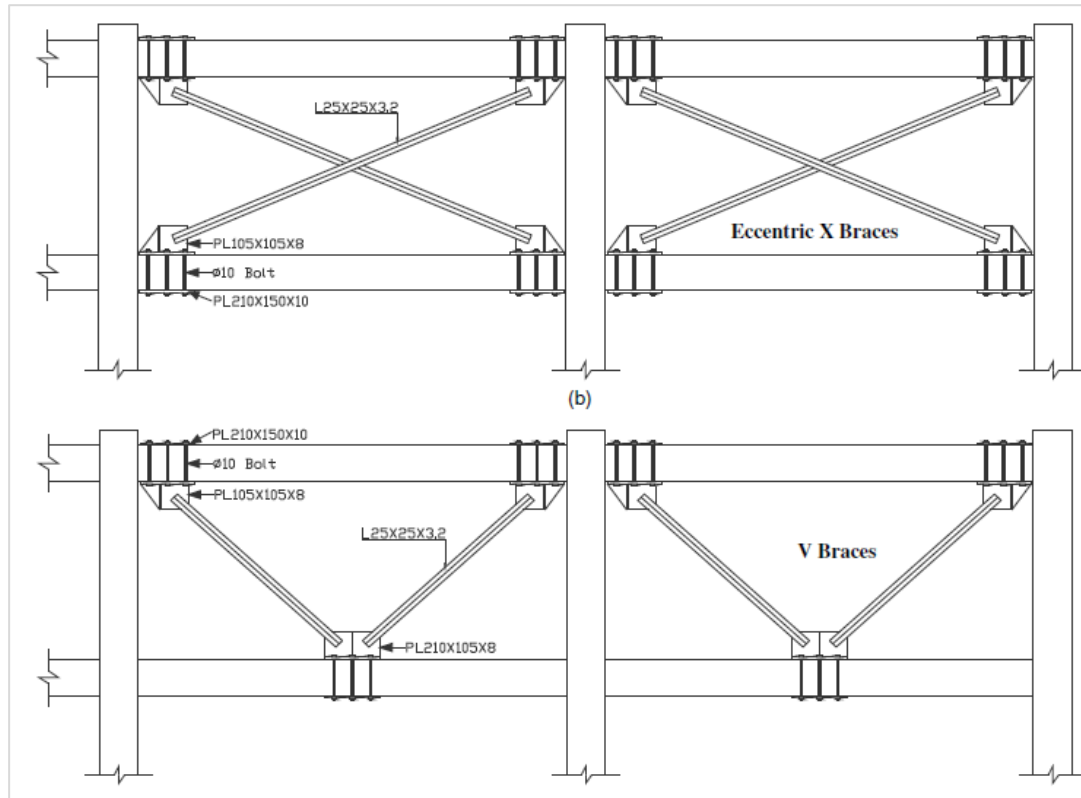 L25X25X3,2
Eccentric X Braces
PL105X105X8
ø10 Bolt
PL210X150X10
(b)
PL210X150X10
ø10 Bolt
PL105X105X8
L25X25X3,2
V Braces
PL210X105X8